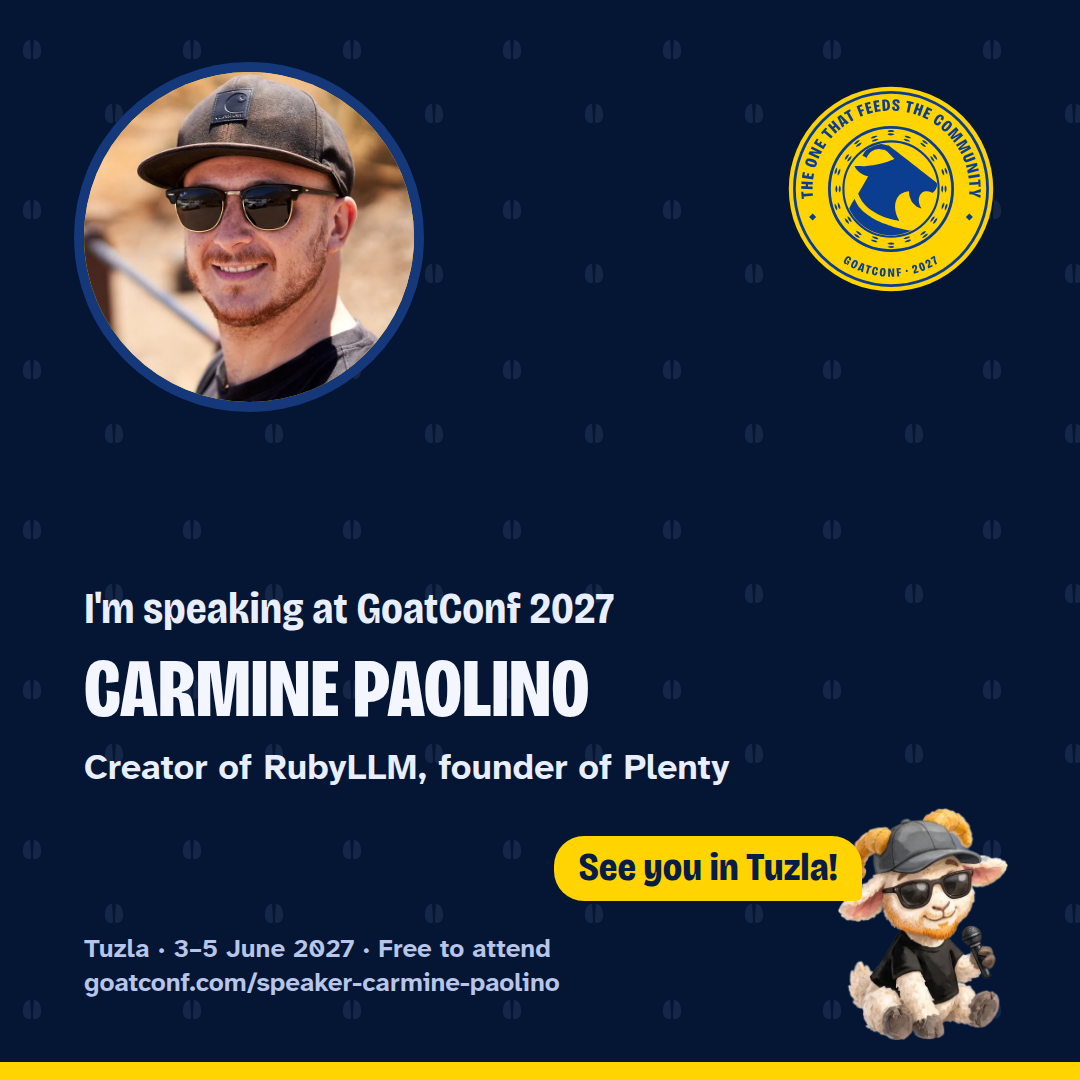 THE ONE THAT FEEDS THE COMMUNITY
GOATCONF · 2027
I'm speaking at GoatConf 2027
CARMINE PAOLINO
Creator of RubyLLM, founder of Plenty
See you in Tuzla!
Tuzla · 3–5 June 2027 · Free to attend
goatconf.com/speaker-carmine-paolino